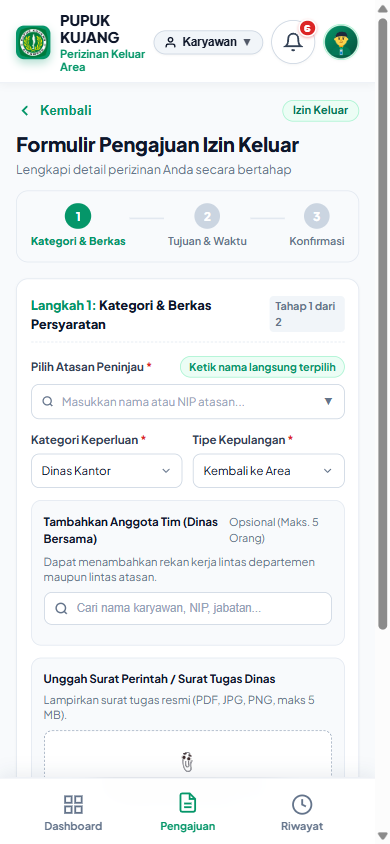 PUPUK
KUJANG
Perizinan Keluar
Area
Karyawan ▼
6
Kembali
Izin Keluar
Formulir Pengajuan Izin Keluar
Lengkapi detail perizinan Anda secara bertahap
1
2
3
Kategori & Berkas
Tujuan & Waktu
Konfirmasi
Langkah 1: Kategori & Berkas
Persyaratan
Tahap 1 dari
2
Pilih Atasan Peninjau *
Ketik nama langsung terpilih
Masukkan nama atau NIP atasan... ▼
Kategori Keperluan *
Tipe Kepulangan *
Dinas Kantor
Kembali ke Area
Tambahkan Anggota Tim (Dinas
Bersama)
Opsional (Maks. 5
Orang)
Dapat menambahkan rekan kerja lintas departemen
maupun lintas atasan.
Cari nama karyawan, NIP, jabatan...
Unggah Surat Perintah / Surat Tugas Dinas
Lampirkan surat tugas resmi (PDF, JPG, PNG, maks 5
MB).
Dashboard
Pengajuan
Riwayat